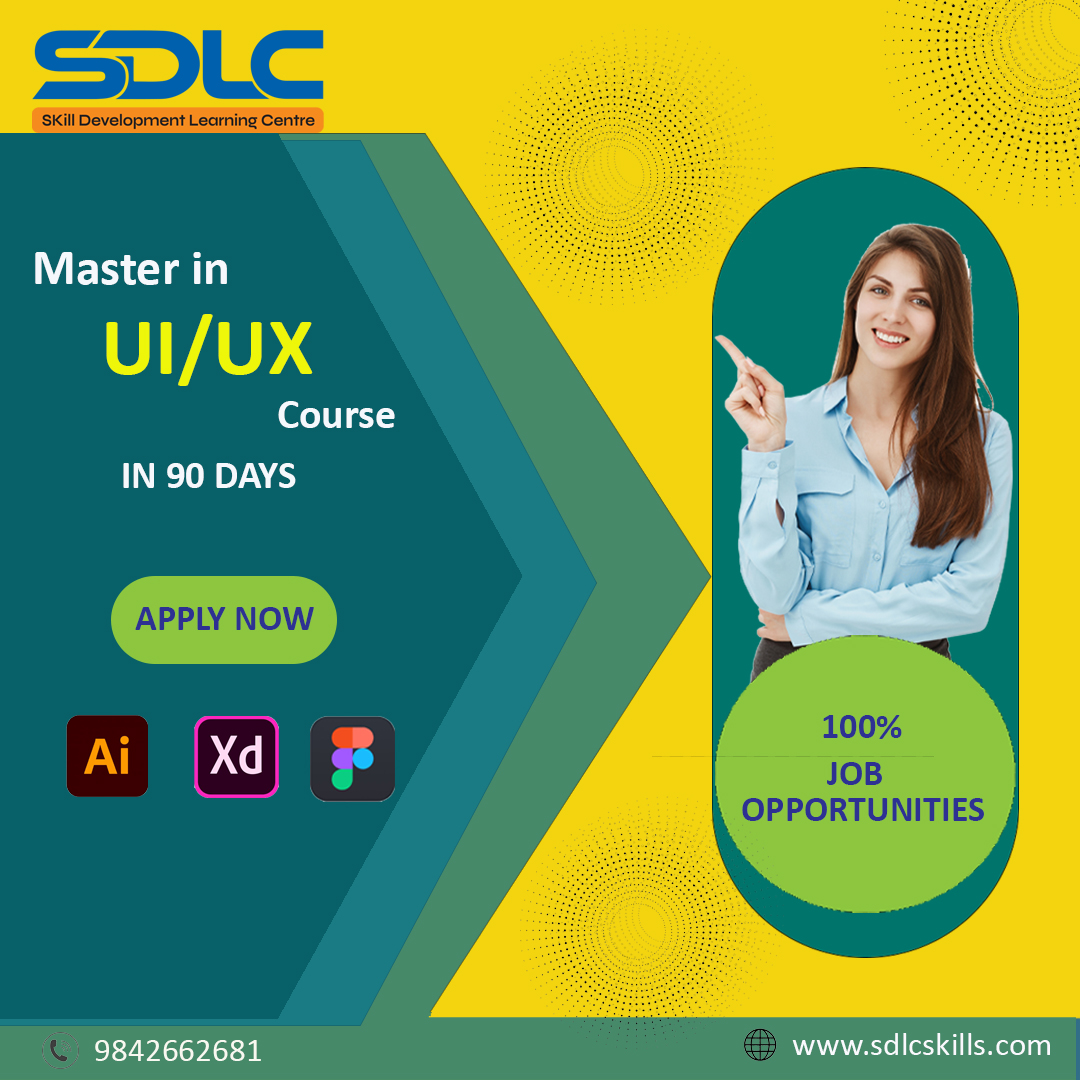 SDLC
SKill Development Learning Centre
Master in
UI/UX
Course
IN 90 DAYS
APPLY NOW
Ai
Xd
100%
JOB
OPPORTUNITIES
9842662681
www.sdlcskills.com